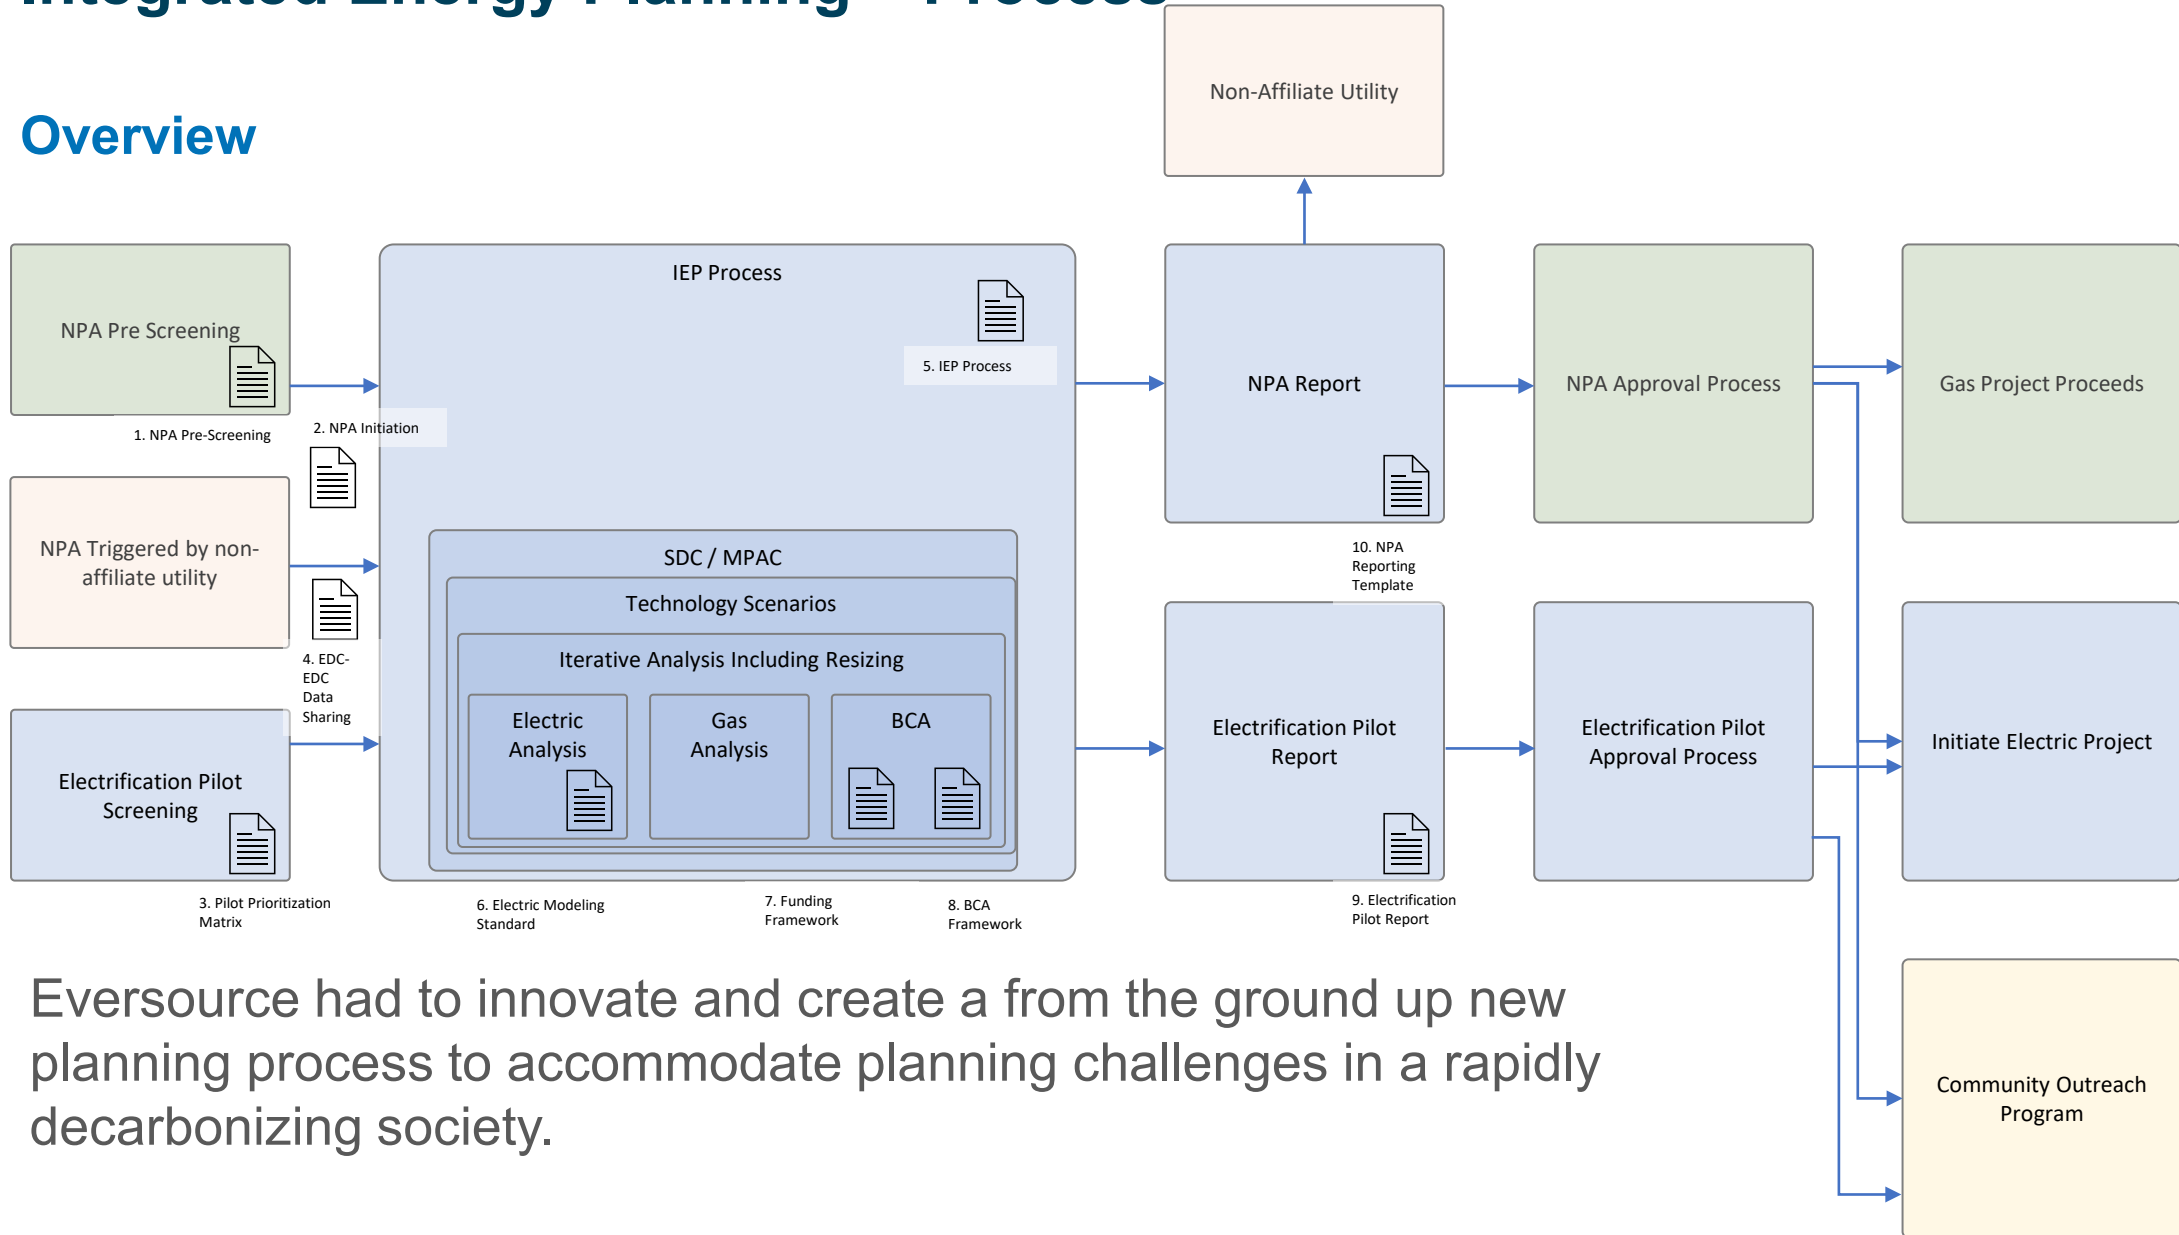 Integrated Energy Planning - Process
Overview
Non-Affiliate Utility
NPA Pre Screening
1. NPA Pre-Screening
2. NPA Initiation
NPA Triggered by non-
affiliate utility
4. EDC-
EDC
Data
Sharing
Electrification Pilot
Screening
3. Pilot Prioritization
Matrix
IEP Process
5. IEP Process
SDC / MPAC
Technology Scenarios
Iterative Analysis Including Resizing
Electric
Analysis
Gas
Analysis
BCA
6. Electric Modeling
Standard
7. Funding
Framework
8. BCA
Framework
NPA Report
10. NPA
Reporting
Template
Electrification Pilot
Report
9. Electrification
Pilot Report
NPA Approval Process
Electrification Pilot
Approval Process
Gas Project Proceeds
Initiate Electric Project
Community Outreach
Program
Eversource had to innovate and create a from the ground up new
planning process to accommodate planning challenges in a rapidly
decarbonizing society.